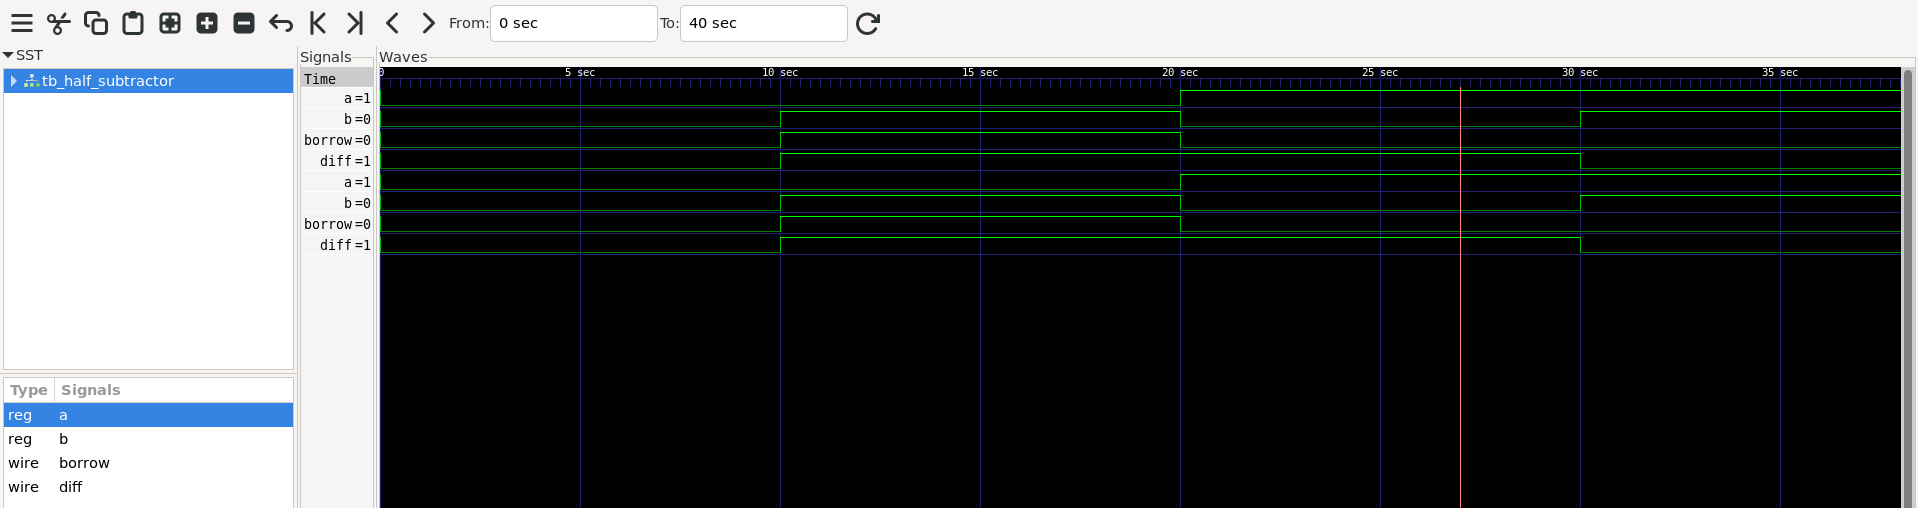 From: 0 sec To: 40 sec
SST
tb_half_subtractor
Type Signals
reg a
reg b
wire borrow
wire diff
Signals
Time
a=1
b=0
borrow=0
diff=1
a=1
b=0
borrow=0
diff=1
Waves
0 5 sec 10 sec 15 sec 20 sec 25 sec 30 sec 35 sec